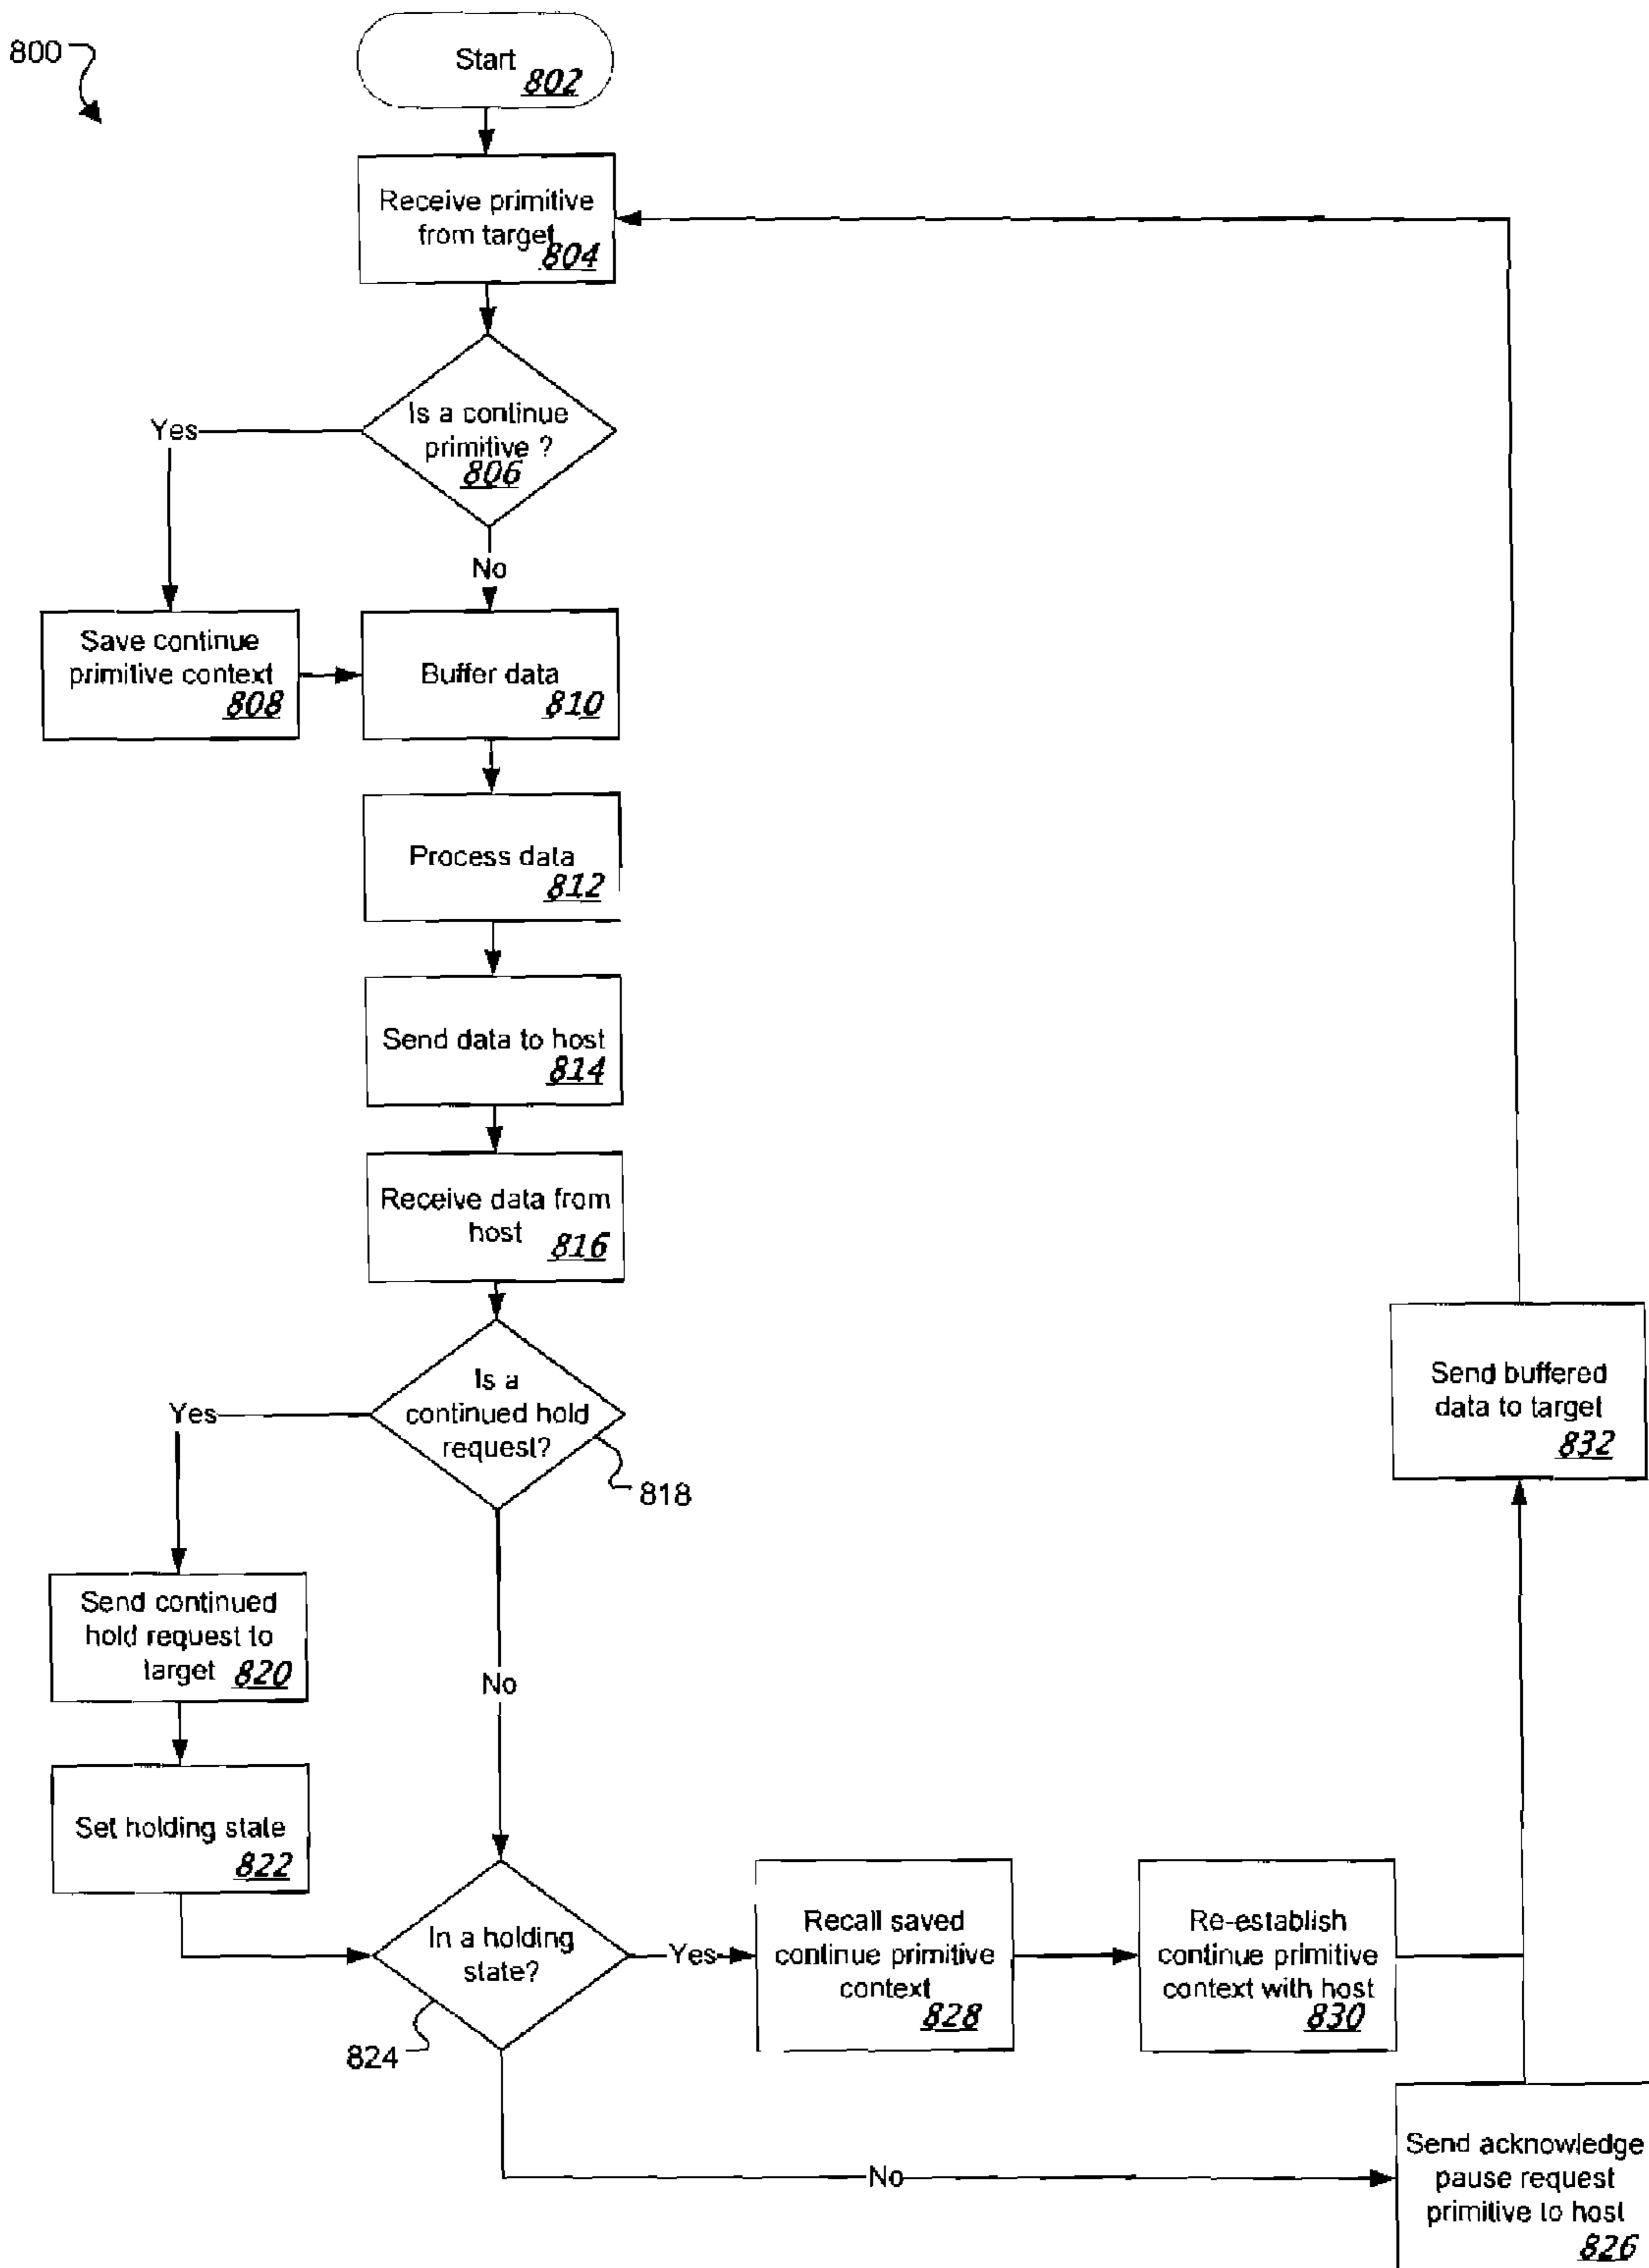 800
Start
802
Receive primitive
from target
804
Is a continue
primitive ?
806
Yes
No
Save continue
primitive context
808
Buffer data
810
Process data
812
Send data to host
814
Receive data from
host 816
Is a
continued hold
request?
818
Yes
No
Send continued
hold request to
target 820
Set holding state
822
In a holding
state?
824
Yes
No
Recall saved
continue primitive
context
828
Re-establish
continue primitive
context with host
830
Send buffered
data to target
832
Send acknowledge
pause request
primitive to host
826